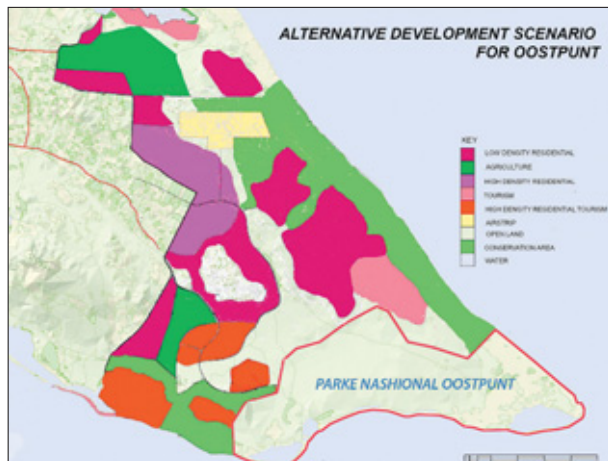 ALTERNATIVE DEVELOPMENT SCENARIO
FOR OOSTPUNT
KEY
LOW DENSITY RESIDENTIAL
AGRICULTURE
HIGH DENSITY RESIDENTIAL
TOURISM
HIGH DENSITY RESIDENTIAL TOURISM
AIRSTRIP
OPEN LAND
CONSERVATION AREA
WATER
PARKE NASHIONAL OOSTPUNT